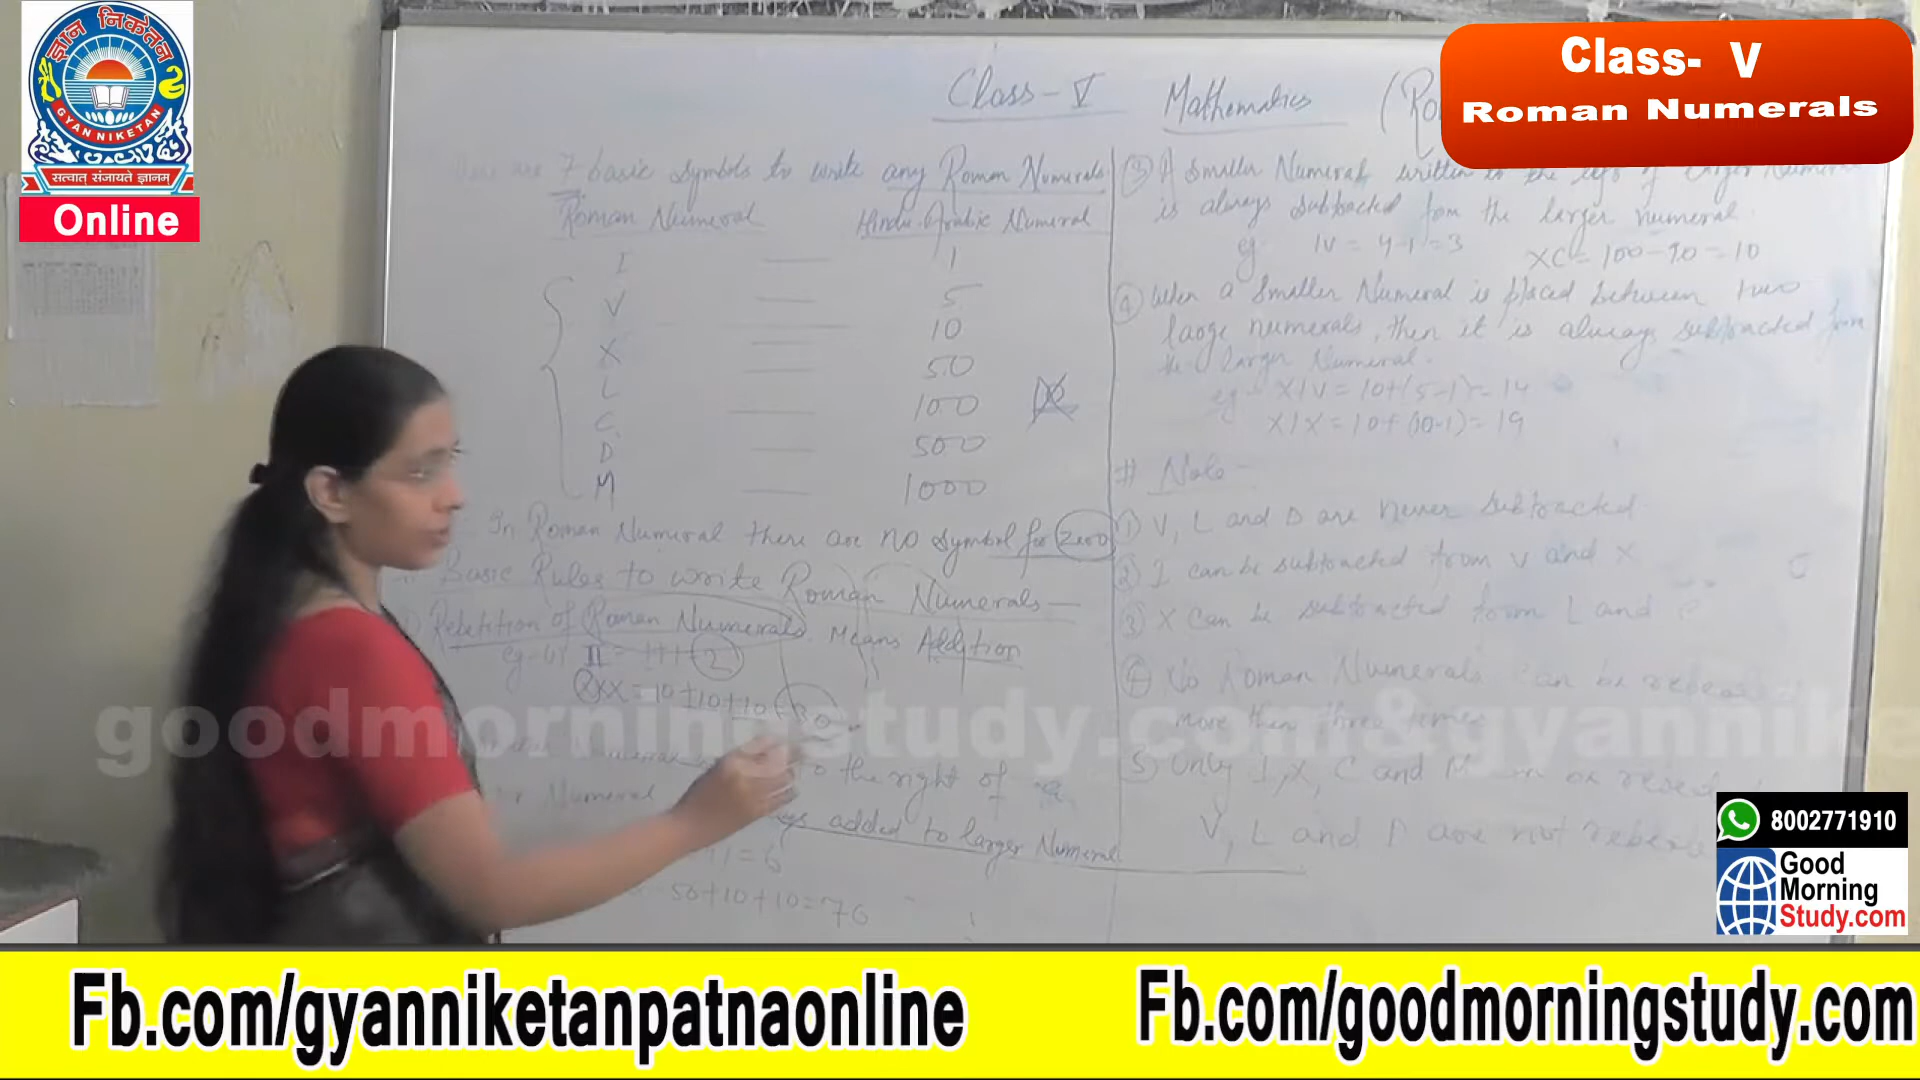 ज्ञान निकेतन
GYAN NIKETAN
सत्वात् संजायते ज्ञानम्
Online
Class- V
Roman Numerals
Class - V Mathematics (Ro
are 7 basic symbols to write any Roman Numerals
Roman Numeral Hindu-Arabic Numeral
I — 1
V — 5
X — 10
L — 50
C — 100
D — 500
M — 1000
In Roman Numeral there are no symbol for Zero
Basic Rules to write Roman Numerals —
Repetition of Roman Numerals. Means Addition
eg - (i) II = 1+1 2
XXX = 10+10+10 = 30
to the right of a
Numeral added to larger Numeral
+1 = 6
50+10+10=70
③ A Smaller Numeral written to the left of larger Numeral
is always subtracted from the larger numeral.
eg IV = 4-1=3 XC = 100-90=10
④ When a smaller Numeral is placed between two
large numerals, then it is always subtracted from
the larger Numeral.
eg - XIV = 10+(5-1)=14
XIX = 10+(10-1)=19
# Note -
① V, L and D are never subtracted
② I can be subtracted from V and X
③ X can be subtracted form L and C
④ No Roman Numerals can be
more then three times
5) Only I, X, C and M
V, L and D are not
goodmorningstudy.com&gyannike
8002771910
Good
Morning
Study.com
Fb.com/gyanniketanpatnaonline Fb.com/goodmorningstudy.com